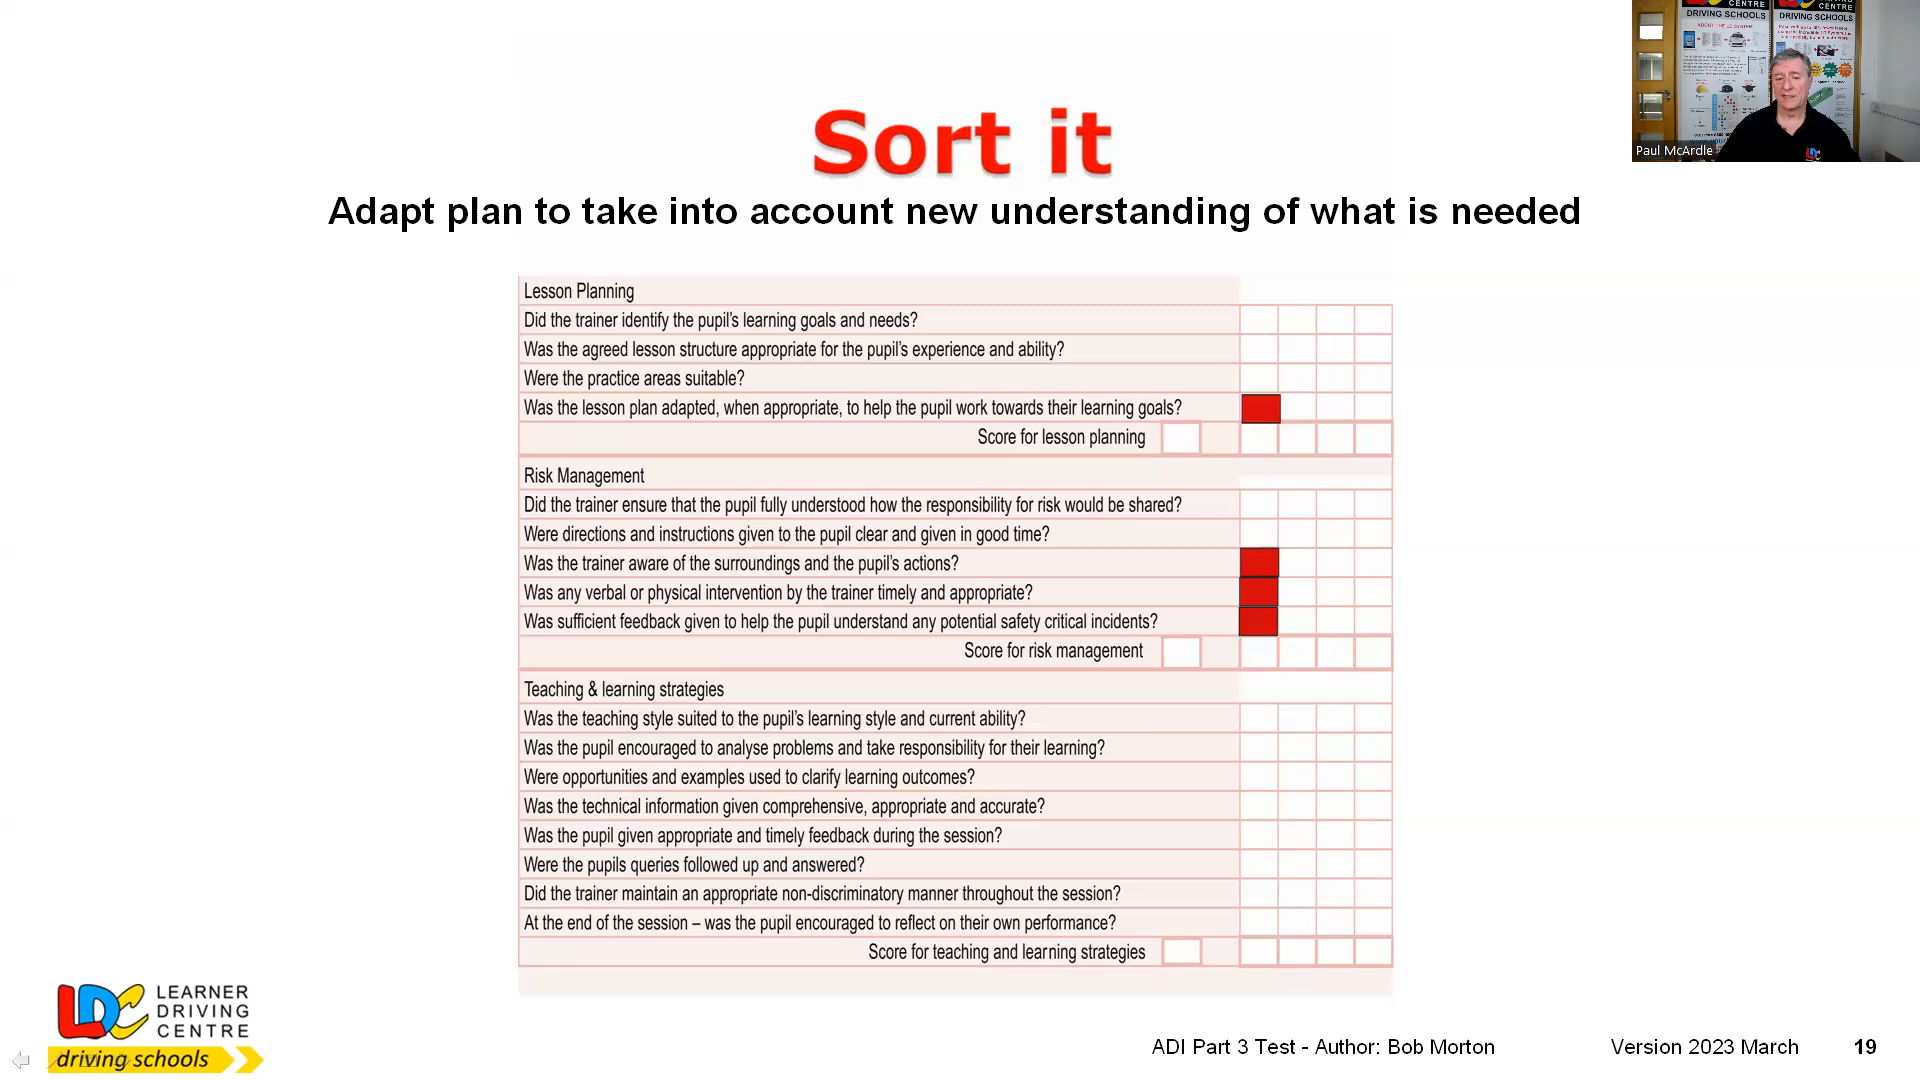 CENTRE
CENTRE
DRIVING SCHOOLS
DRIVING SCHOOLS
Paul McArdle
Sort it
Adapt plan to take into account new understanding of what is needed
Lesson Planning
Did the trainer identify the pupil's learning goals and needs?
Was the agreed lesson structure appropriate for the pupil's experience and ability?
Were the practice areas suitable?
Was the lesson plan adapted, when appropriate, to help the pupil work towards their learning goals?
Score for lesson planning
Risk Management
Did the trainer ensure that the pupil fully understood how the responsibility for risk would be shared?
Were directions and instructions given to the pupil clear and given in good time?
Was the trainer aware of the surroundings and the pupil's actions?
Was any verbal or physical intervention by the trainer timely and appropriate?
Was sufficient feedback given to help the pupil understand any potential safety critical incidents?
Score for risk management
Teaching & learning strategies
Was the teaching style suited to the pupil's learning style and current ability?
Was the pupil encouraged to analyse problems and take responsibility for their learning?
Were opportunities and examples used to clarify learning outcomes?
Was the technical information given comprehensive, appropriate and accurate?
Was the pupil given appropriate and timely feedback during the session?
Were the pupils queries followed up and answered?
Did the trainer maintain an appropriate non-discriminatory manner throughout the session?
At the end of the session – was the pupil encouraged to reflect on their own performance?
Score for teaching and learning strategies
LDC
LEARNER
DRIVING
CENTRE
driving schools
ADI Part 3 Test - Author: Bob Morton
Version 2023 March
19